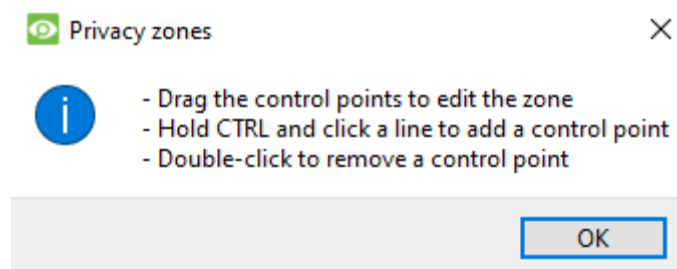 Privacy zones
- Drag the control points to edit the zone
- Hold CTRL and click a line to add a control point
- Double-click to remove a control point
OK